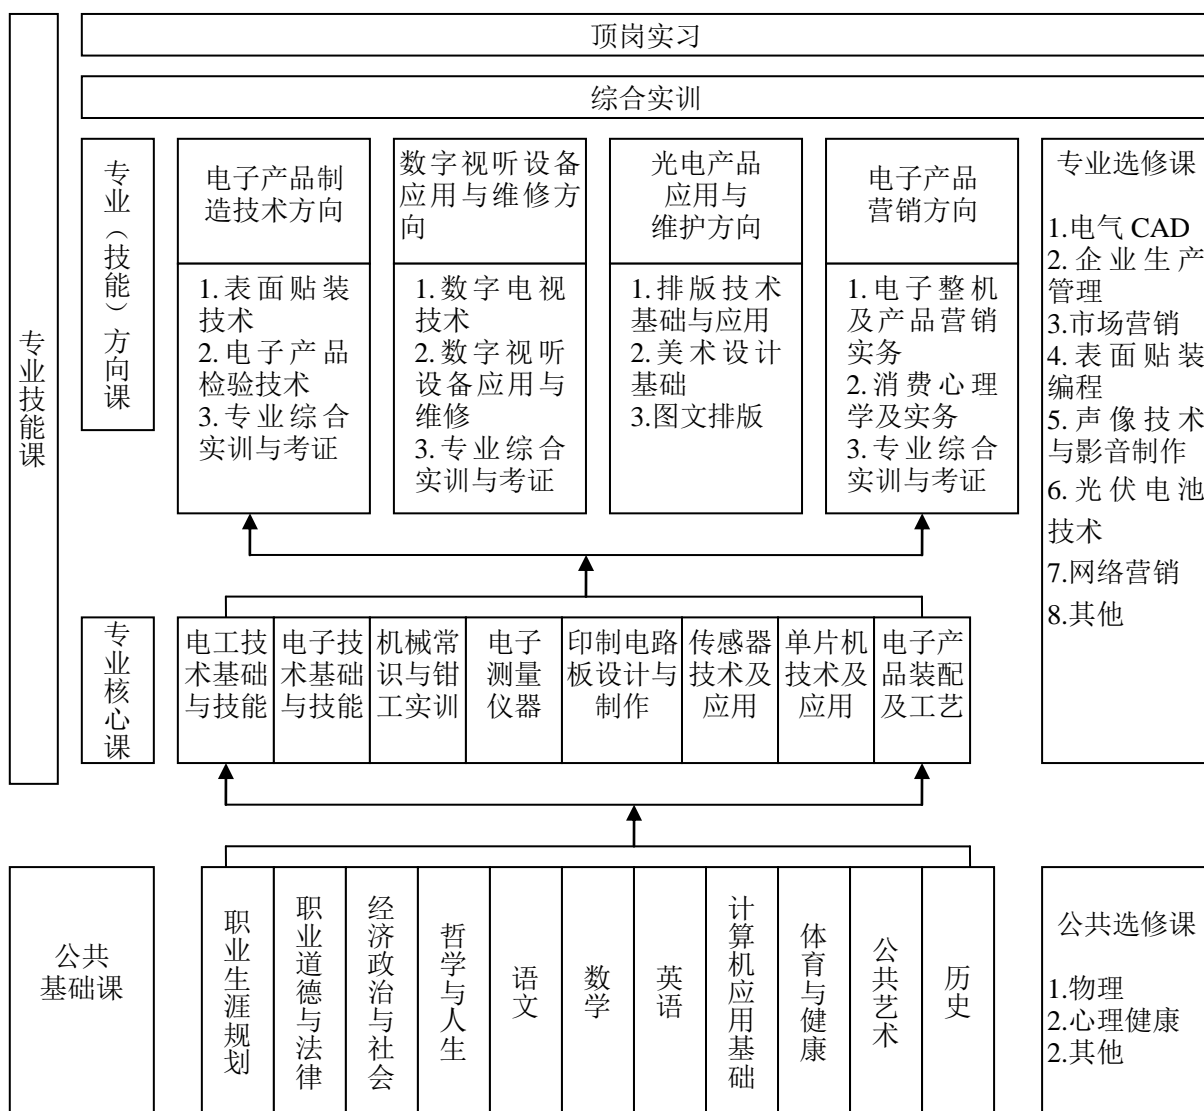 顶岗实习
综合实训
专业技能课
专业（技能）方向课
电子产品制
造技术方向
1.表面贴装
技术
2.电子产品
检验技术
3.专业综合
实训与考证
数字视听设备
应用与维修方
向
1.数字电视
技术
2.数字视听
设备应用与
维修
3.专业综合
实训与考证
光电产品
应用与
维护方向
1.排版技术
基础与应用
2.美术设计
基础
3.图文排版
电子产品
营销方向
1.电子整机
及产品营销
实务
2.消费心理
学及实务
3.专业综合
实训与考证
专业选修课
1.电气 CAD
2.企业生产
管理
3.市场营销
4.表面贴装
编程
5.声像技术
与影音制作
6.光伏电池
技术
7.网络营销
8.其他
专业核心课
电工技
术基础
与技能
电子技
术基础
与技能
机械常
识与钳
工实训
电子
测量
仪器
印制电路
板设计与
制作
传感器
技术及
应用
单片机
技术及
应用
电子产
品装配
及工艺
公共
基础课
职业生涯规划
职业道德与法律
经济政治与社会
哲学与人生
语文
数学
英语
计算机应用基础
体育与健康
公共艺术
历史
公共选修课
1.物理
2.心理健康
2.其他